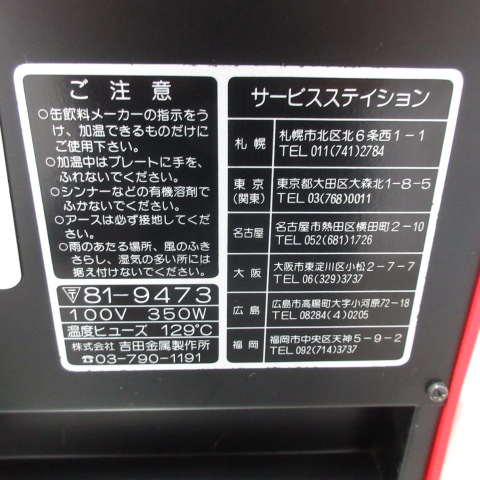 ご注意
○缶飲料メーカーの指示をう
け、加温できるものだけに
ご使用下さい。
○加温中はプレートに手を、
ふれないでください。
○シンナーなどの有機溶剤で
ふかないでください。
○アースは必ず接地してくだ
さい。
○雨のあたる場所、風のふき
さらし、湿気の多い所には
据え付けないでください。
〒81-9473
100V 350W
温度ヒューズ 129℃
株式会社 吉田金属製作所
☎03-790-1191
サービスステイション
札幌
札幌市北区北6条西1-1
TEL 011(741)2784
東京
(関東)
東京都大田区大森北1-8-5
TEL 03(768)0011
名古屋
名古屋市熱田区横田町2-10
TEL 052(681)1726
大阪
大阪市東淀川区小松2-7-7
TEL 06(329)3737
広島
広島市高陽町大字小河原72-18
TEL 08284(4)0205
福岡
福岡市中央区天神5-9-2
TEL 092(714)3737